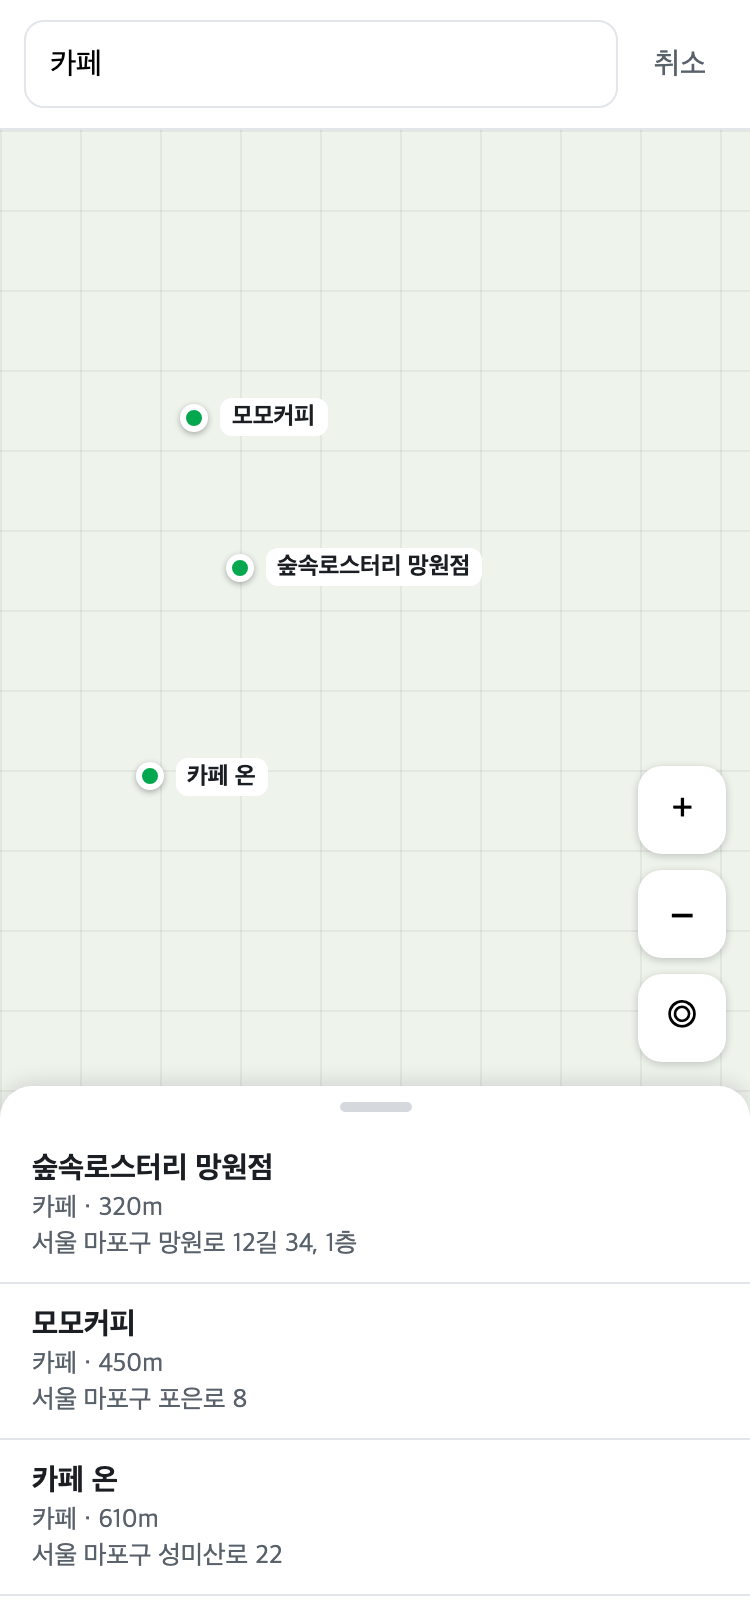 카페
취소
모모커피
숲속로스터리 망원점
카페 온
+
−
숲속로스터리 망원점
카페 · 320m
서울 마포구 망원로 12길 34, 1층
모모커피
카페 · 450m
서울 마포구 포은로 8
카페 온
카페 · 610m
서울 마포구 성미산로 22